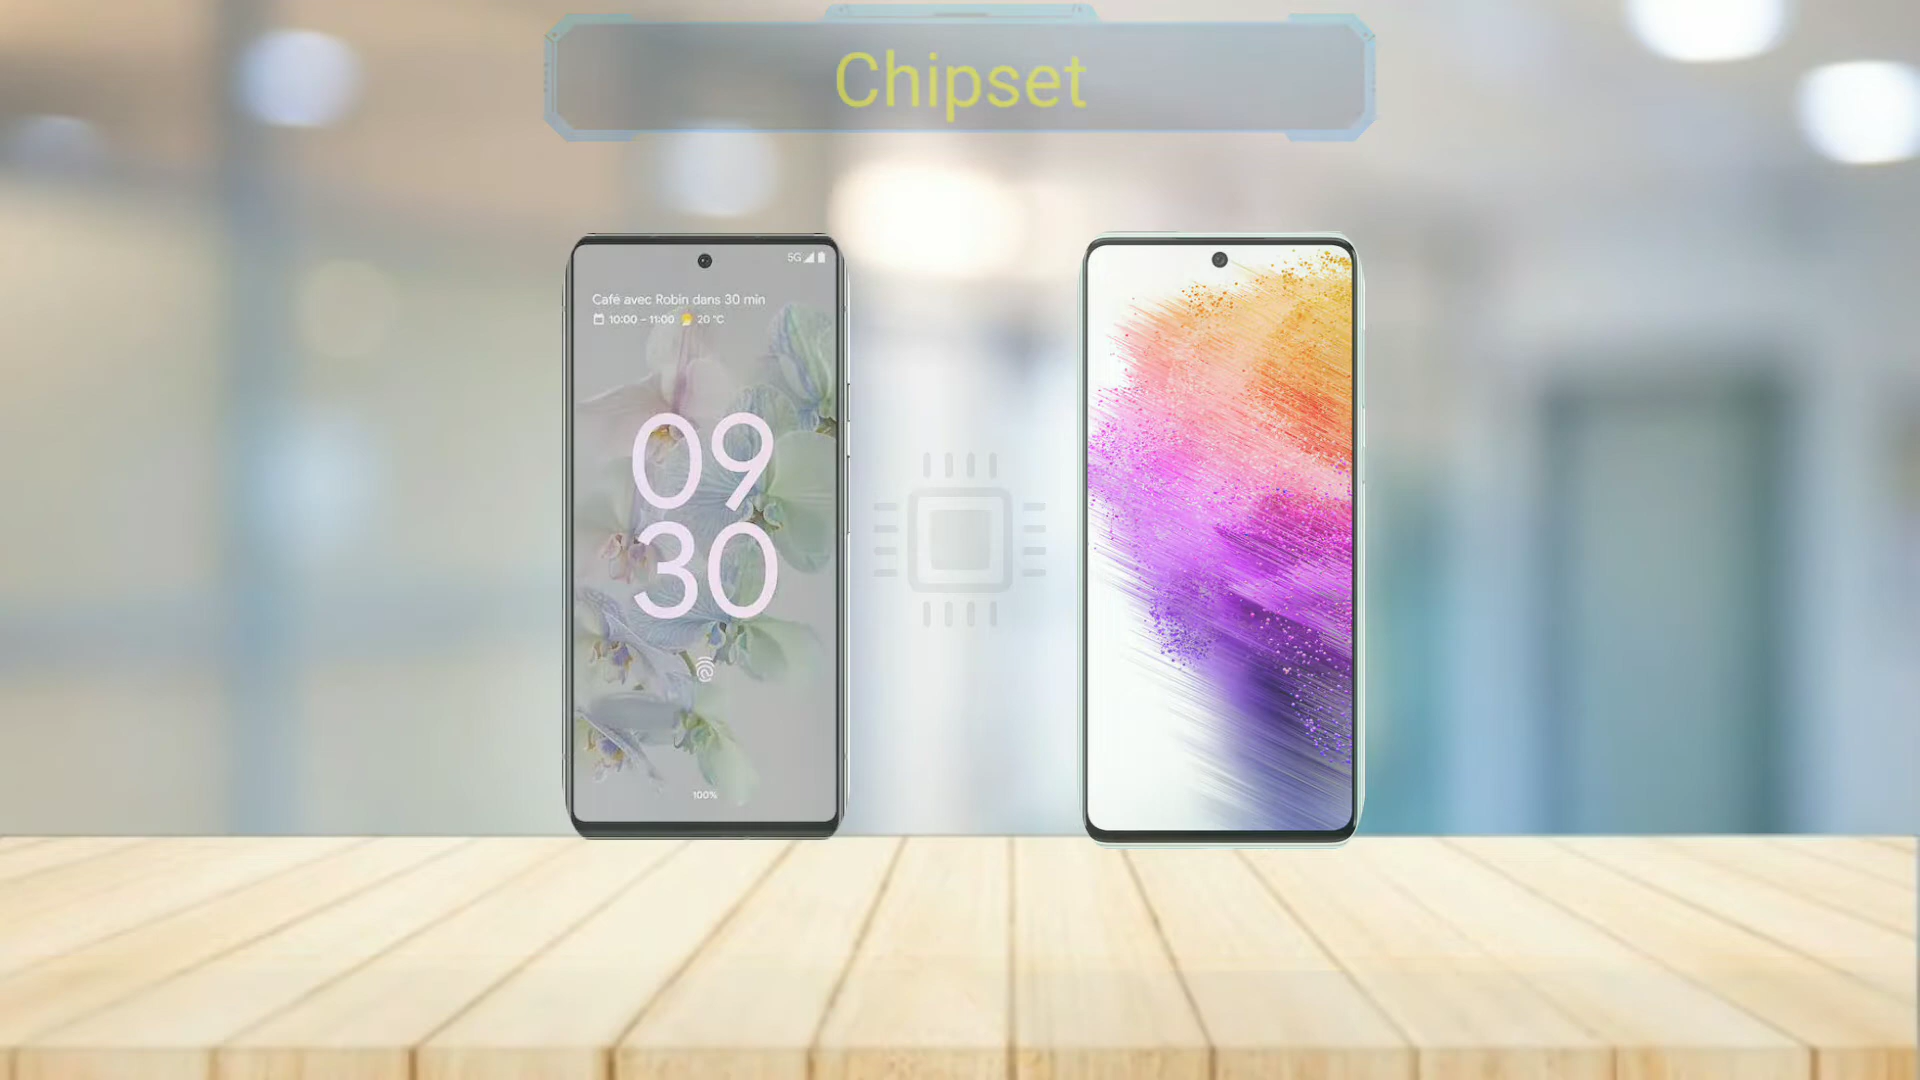 Chipset
5G
Café avec Robin dans 30 min
10:00 – 11:00 20 °C
09
30
100%